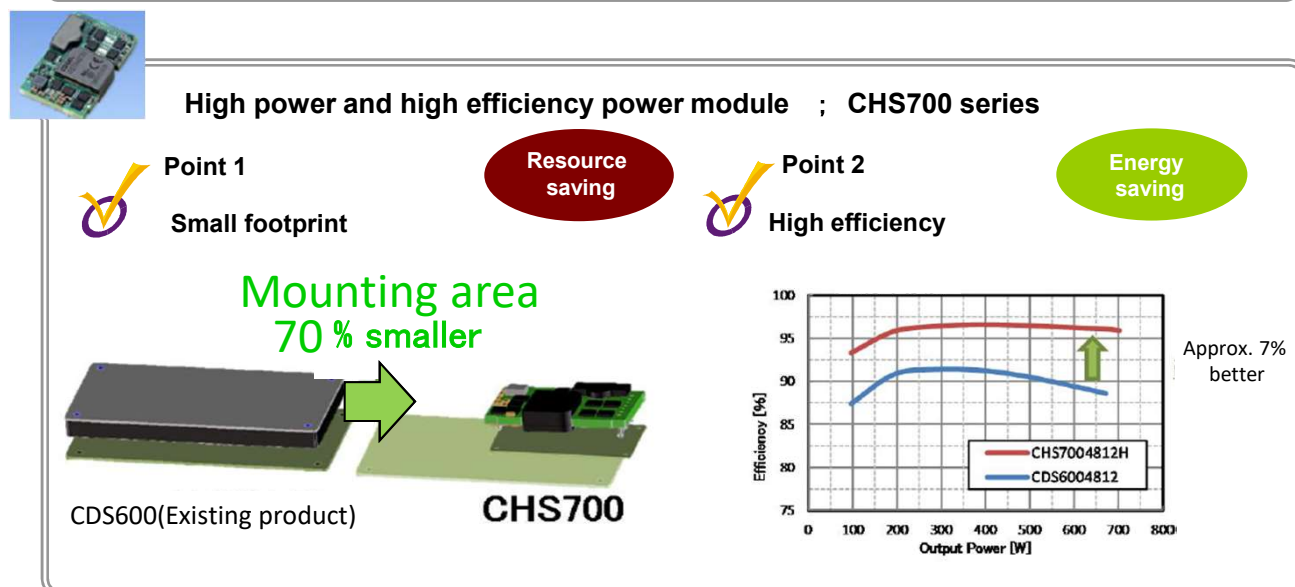 High power and high efficiency power module ; CHS700 series
Point 1
Resource
saving
Small footprint
Point 2
Energy
saving
High efficiency
Mounting area
70 % smaller
CDS600(Existing product)
CHS700
100
95
90
85
80
75
Efficiency [%]
0 100 200 300 400 500 600 700 800
Output Power [W]
CHS7004812H
CDS6004812
Approx. 7%
better